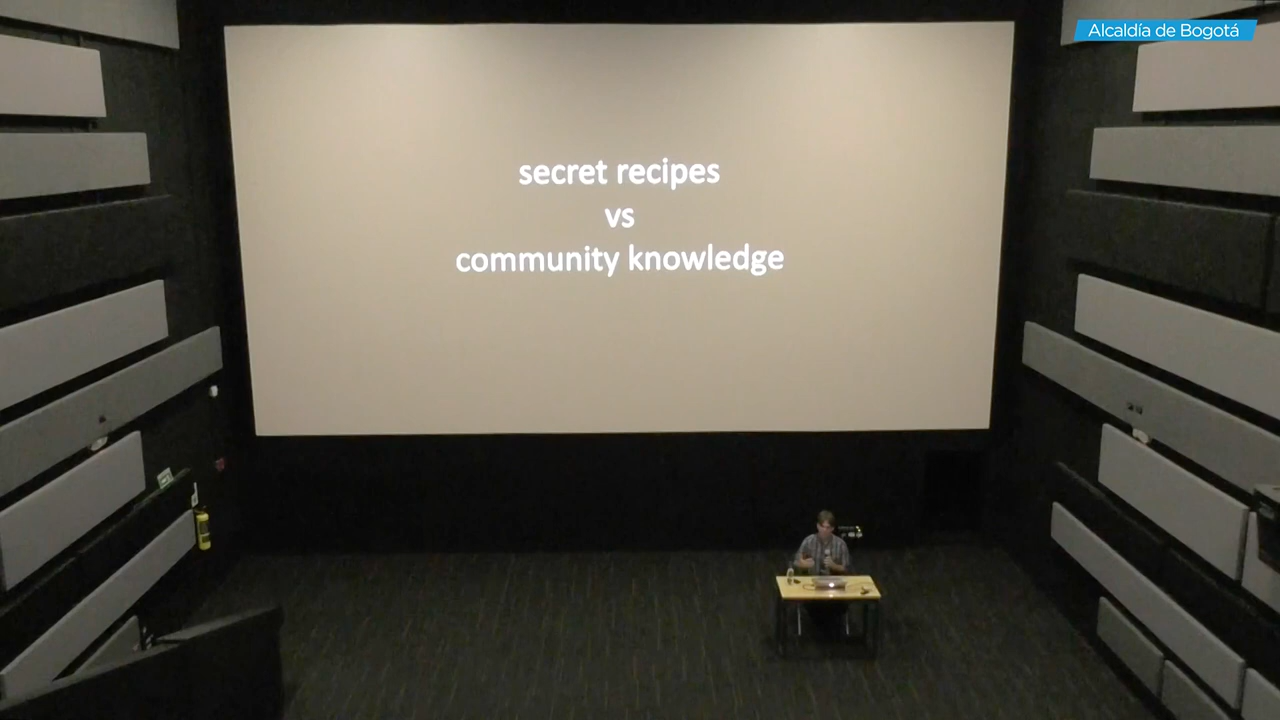 Alcaldía de Bogotá
secret recipes
vs
community knowledge